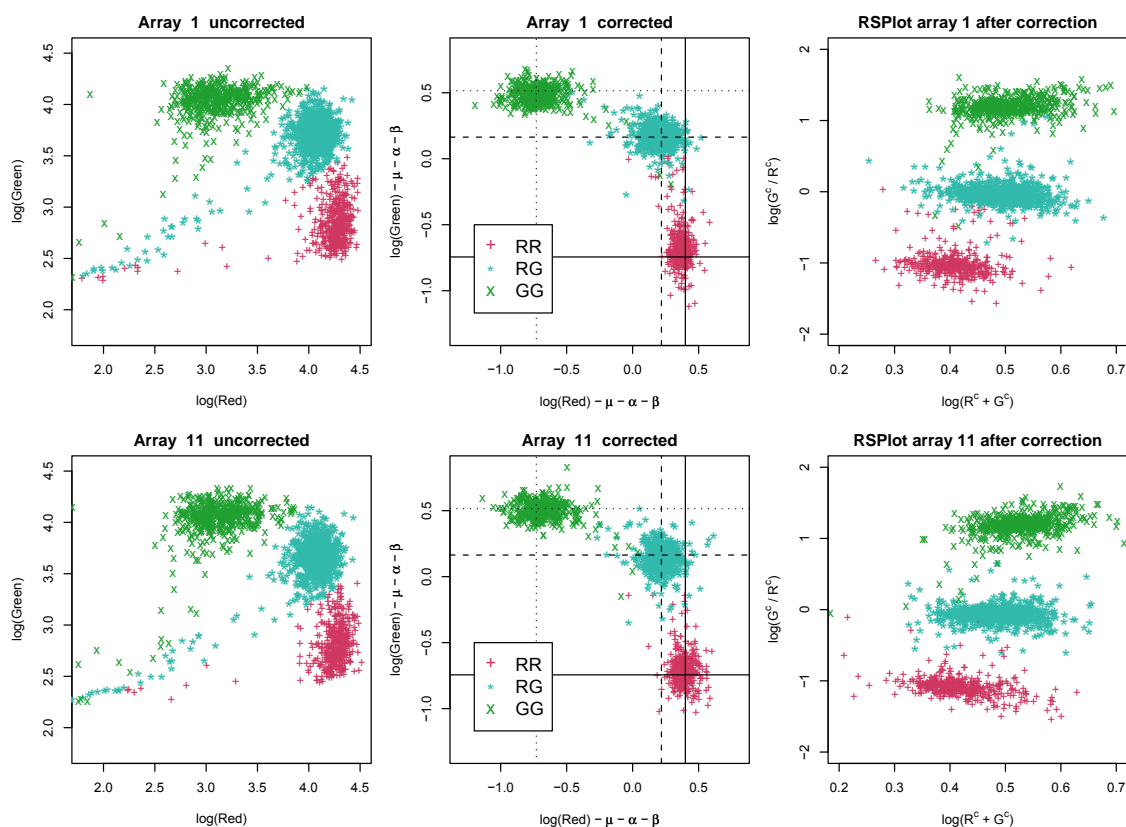 Array 1 uncorrected
log(Green)
4.5
4.0
3.5
3.0
2.5
2.0
2.0 2.5 3.0 3.5 4.0 4.5
log(Red)
Array 1 corrected
log(Green) − μ − α − β
0.5
0.0
−0.5
−1.0
RR
RG
GG
−1.0 −0.5 0.0 0.5
log(Red) − μ − α − β
RSPlot array 1 after correction
log(Gᶜ / Rᶜ)
2
1
0
−1
−2
0.2 0.3 0.4 0.5 0.6 0.7
log(Rᶜ + Gᶜ)
Array 11 uncorrected
log(Green)
4.5
4.0
3.5
3.0
2.5
2.0
2.0 2.5 3.0 3.5 4.0 4.5
log(Red)
Array 11 corrected
log(Green) − μ − α − β
0.5
0.0
−0.5
−1.0
RR
RG
GG
−1.0 −0.5 0.0 0.5
log(Red) − μ − α − β
RSPlot array 11 after correction
log(Gᶜ / Rᶜ)
2
1
0
−1
−2
0.2 0.3 0.4 0.5 0.6 0.7
log(Rᶜ + Gᶜ)